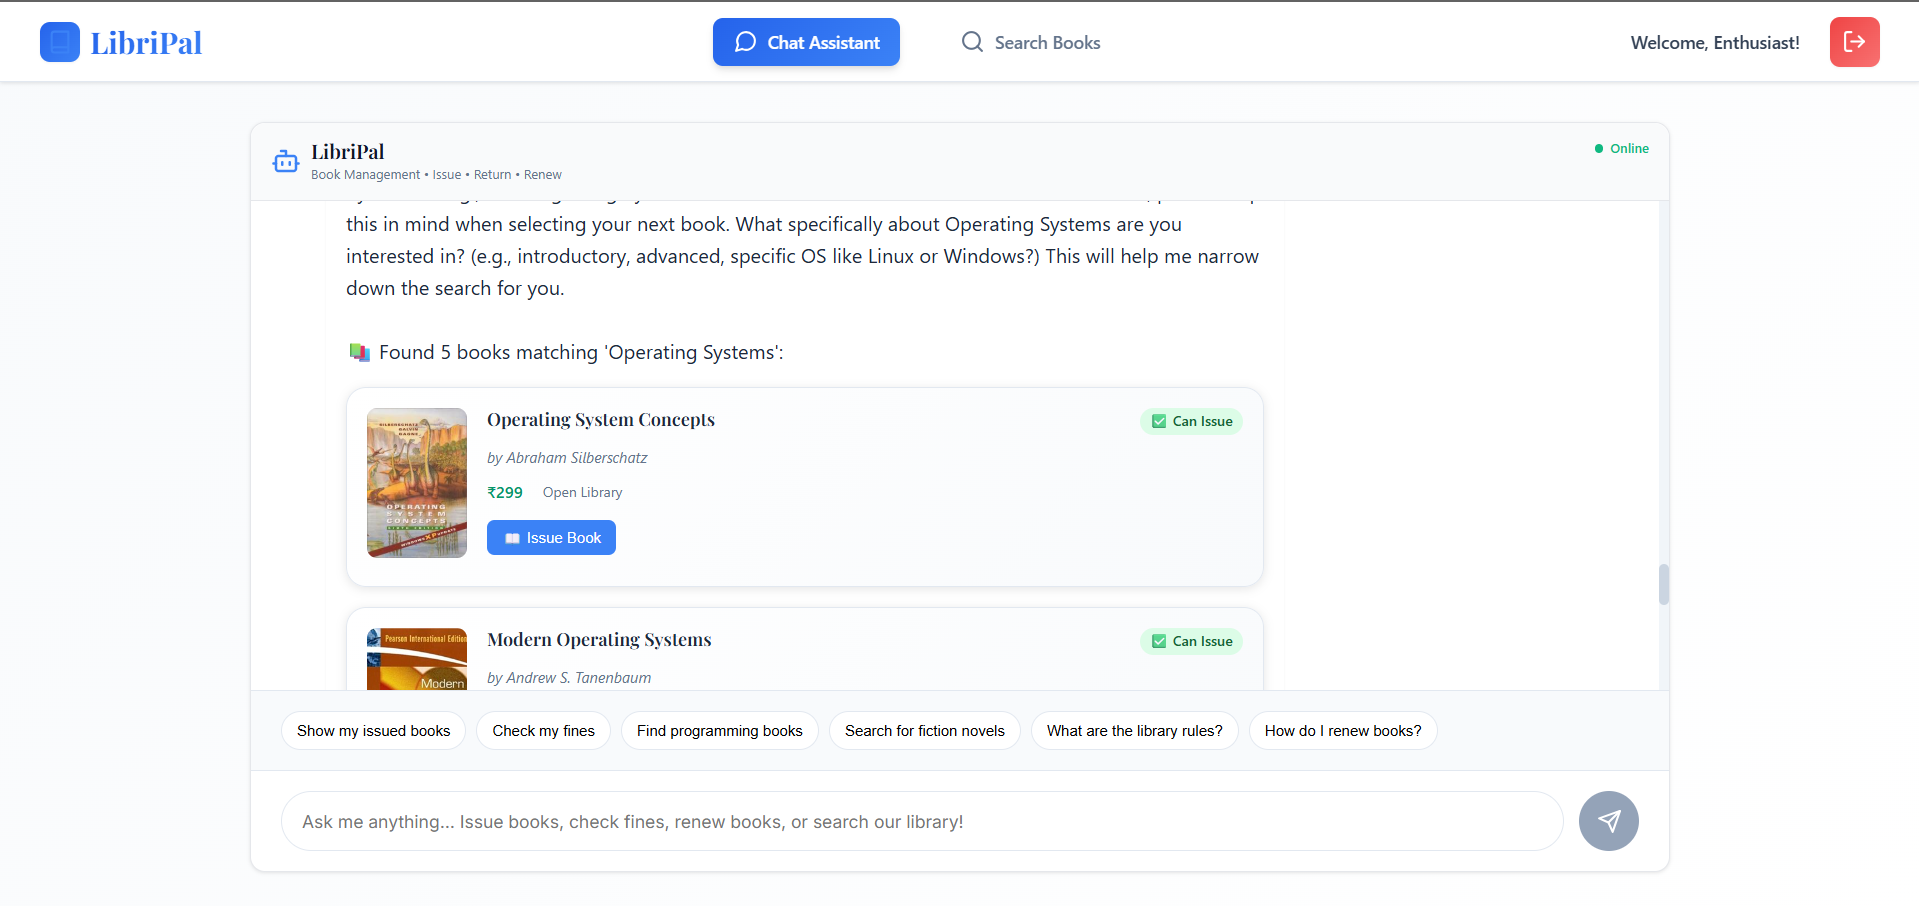 LibriPal
Chat Assistant
Search Books
Welcome, Enthusiast!
LibriPal
Book Management • Issue • Return • Renew
Online
this in mind when selecting your next book. What specifically about Operating Systems are you
interested in? (e.g., introductory, advanced, specific OS like Linux or Windows?) This will help me narrow
down the search for you.
Found 5 books matching 'Operating Systems':
SILBERSCHATZ
GALVIN
GAGNE
OPERATING
SYSTEM
CONCEPTS
WINDOWS XP UPDATE
Operating System Concepts
Can Issue
by Abraham Silberschatz
₹299 Open Library
Issue Book
Pearson International Edition
Modern
Modern Operating Systems
Can Issue
by Andrew S. Tanenbaum
Show my issued books
Check my fines
Find programming books
Search for fiction novels
What are the library rules?
How do I renew books?
Ask me anything... Issue books, check fines, renew books, or search our library!